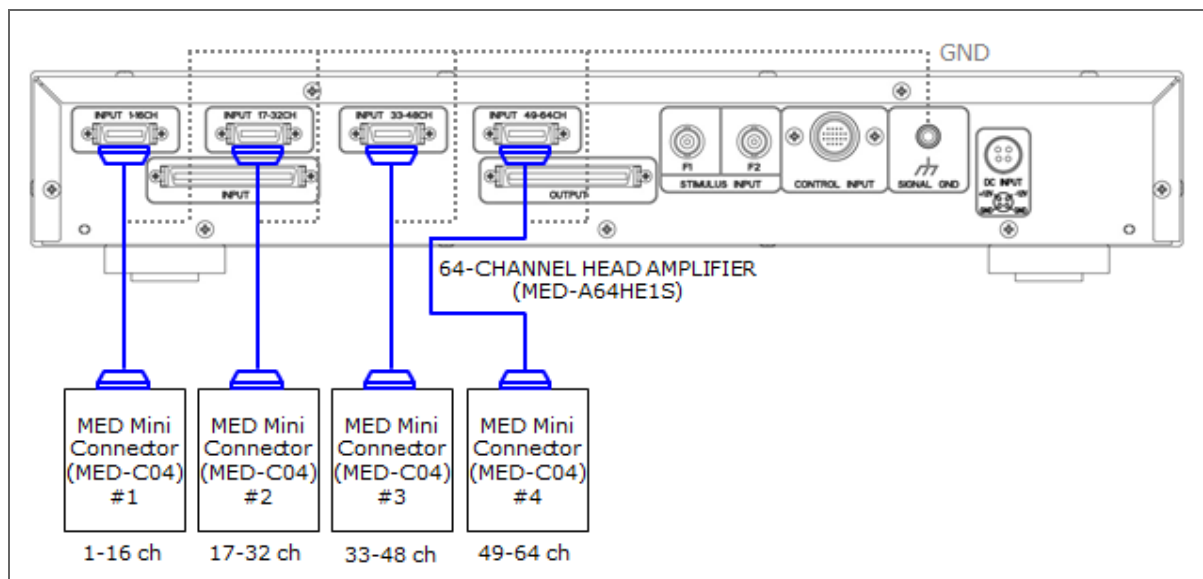 GND
INPUT 1-16CH
INPUT 17-32CH
INPUT 33-48CH
INPUT 49-64CH
INPUT
OUTPUT
F1
F2
STIMULUS INPUT
CONTROL INPUT
SIGNAL GND
DC INPUT
+12V
-12V
64-CHANNEL HEAD AMPLIFIER
(MED-A64HE1S)
MED Mini
Connector
(MED-C04)
#1
MED Mini
Connector
(MED-C04)
#2
MED Mini
Connector
(MED-C04)
#3
MED Mini
Connector
(MED-C04)
#4
1-16 ch
17-32 ch
33-48 ch
49-64 ch